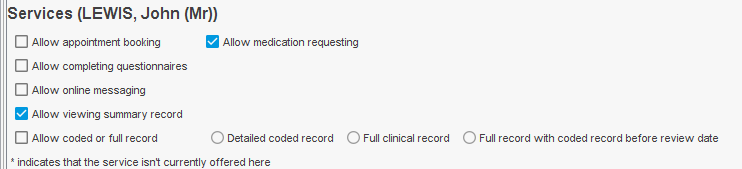 Services (LEWIS, John (Mr))
Allow appointment booking Allow medication requesting
Allow completing questionnaires
Allow online messaging
Allow viewing summary record
Allow coded or full record Detailed coded record Full clinical record Full record with coded record before review date
* indicates that the service isn't currently offered here